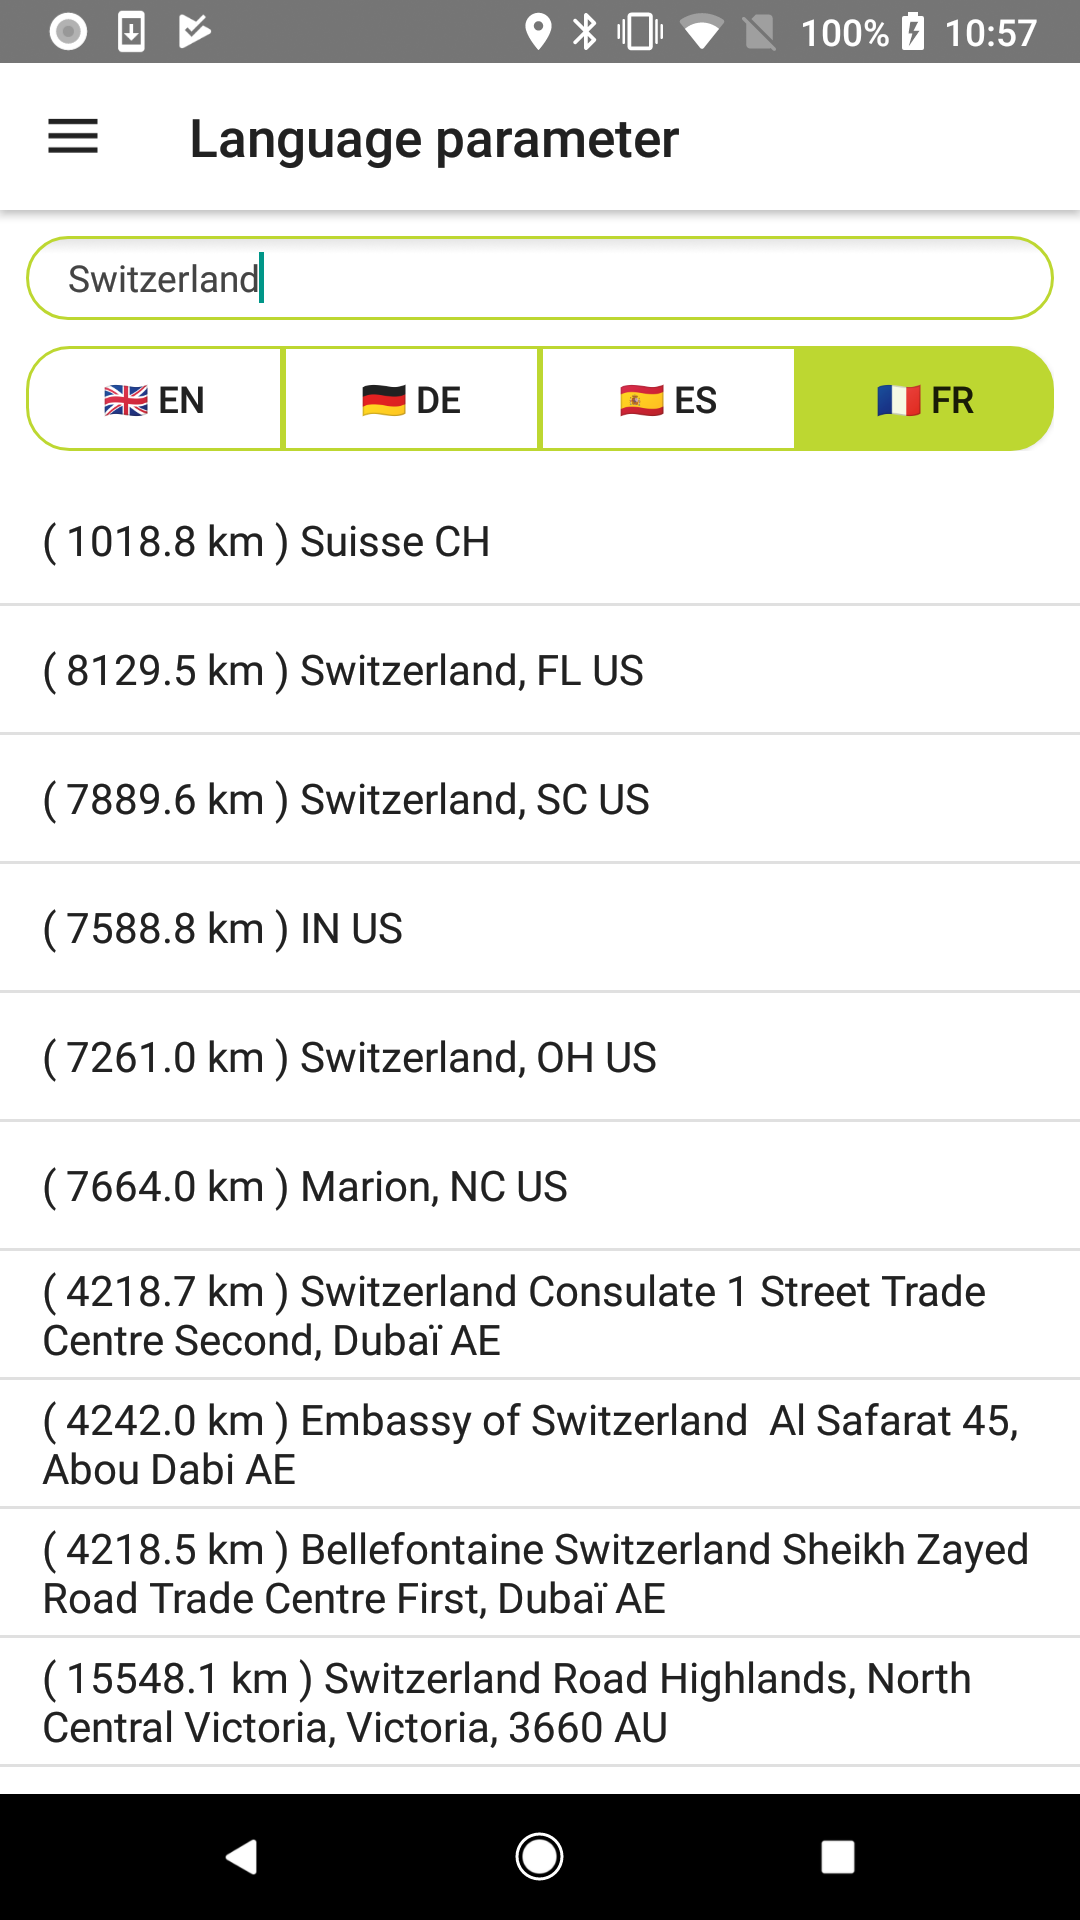 100% 10:57
Language parameter
Switzerland
🇬🇧 EN 🇩🇪 DE 🇪🇸 ES 🇫🇷 FR
( 1018.8 km ) Suisse CH
( 8129.5 km ) Switzerland, FL US
( 7889.6 km ) Switzerland, SC US
( 7588.8 km ) IN US
( 7261.0 km ) Switzerland, OH US
( 7664.0 km ) Marion, NC US
( 4218.7 km ) Switzerland Consulate 1 Street Trade
Centre Second, Dubaï AE
( 4242.0 km ) Embassy of Switzerland  Al Safarat 45,
Abou Dabi AE
( 4218.5 km ) Bellefontaine Switzerland Sheikh Zayed
Road Trade Centre First, Dubaï AE
( 15548.1 km ) Switzerland Road Highlands, North
Central Victoria, Victoria, 3660 AU